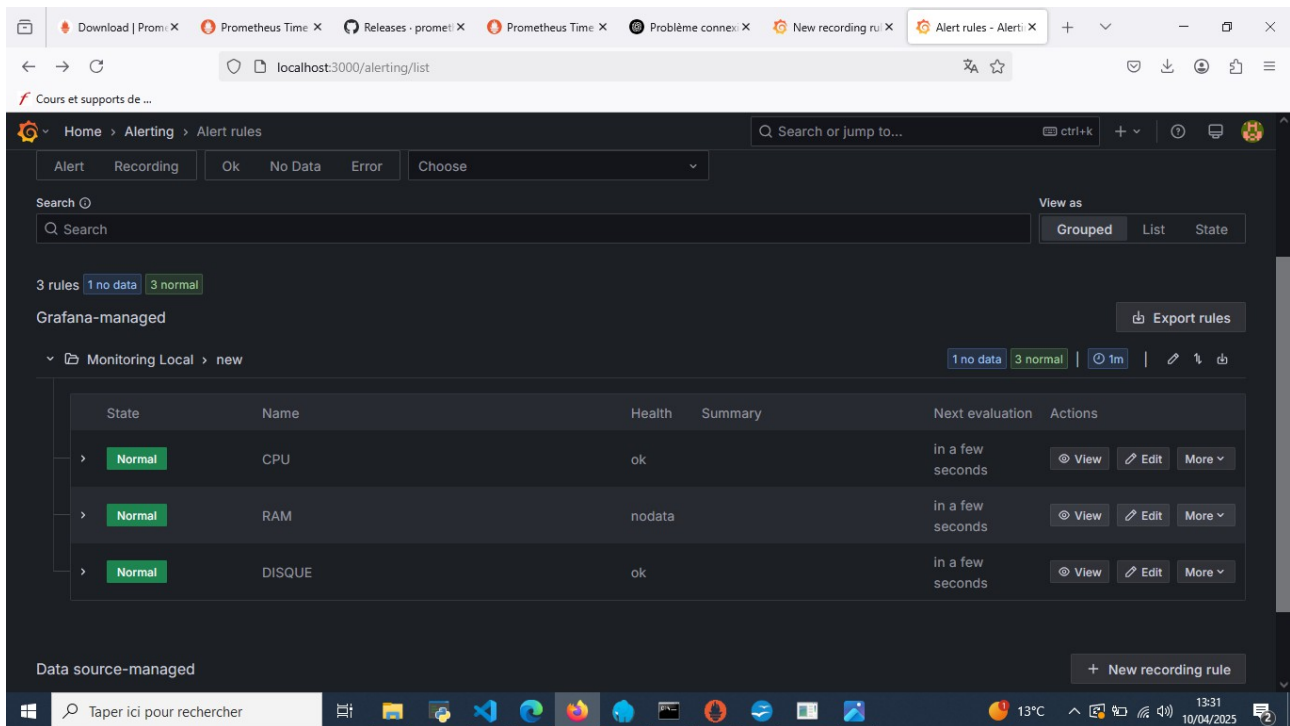 Download | Prome
Prometheus Time
Releases · promet
Prometheus Time
Problème connexi
New recording rul
Alert rules - Alerti
localhost:3000/alerting/list
Cours et supports de ...
Home › Alerting › Alert rules
Search or jump to...
ctrl+k
Alert Recording Ok No Data Error Choose
Search
View as
Search
Grouped List State
3 rules 1 no data 3 normal
Grafana-managed
Export rules
Monitoring Local › new
1 no data 3 normal | 1m |
State Name Health Summary Next evaluation Actions
Normal CPU ok in a few seconds View Edit More
Normal RAM nodata in a few seconds View Edit More
Normal DISQUE ok in a few seconds View Edit More
Data source-managed
+ New recording rule
Taper ici pour rechercher
13°C
13:31
10/04/2025
2